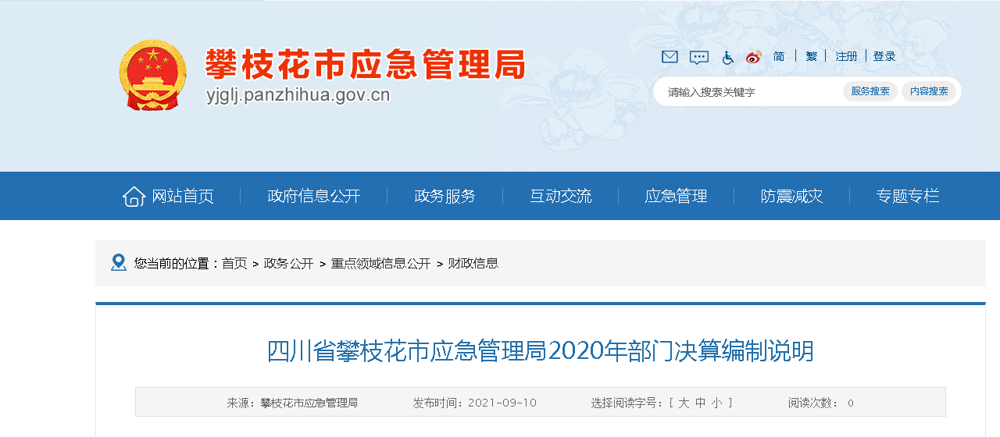 攀枝花市应急管理局
yjglj.panzhihua.gov.cn
简 | 繁 | 注册 | 登录
请输入搜索关键字 服务搜索 内容搜索
网站首页 政府信息公开 政务服务 互动交流 应急管理 防震减灾 专题专栏
您当前的位置：首页 > 政务公开 > 重点领域信息公开 > 财政信息
四川省攀枝花市应急管理局2020年部门决算编制说明
来源：攀枝花市应急管理局 发布时间：2021-09-10 选择阅读字号：[ 大 中 小 ] 阅读次数： 0